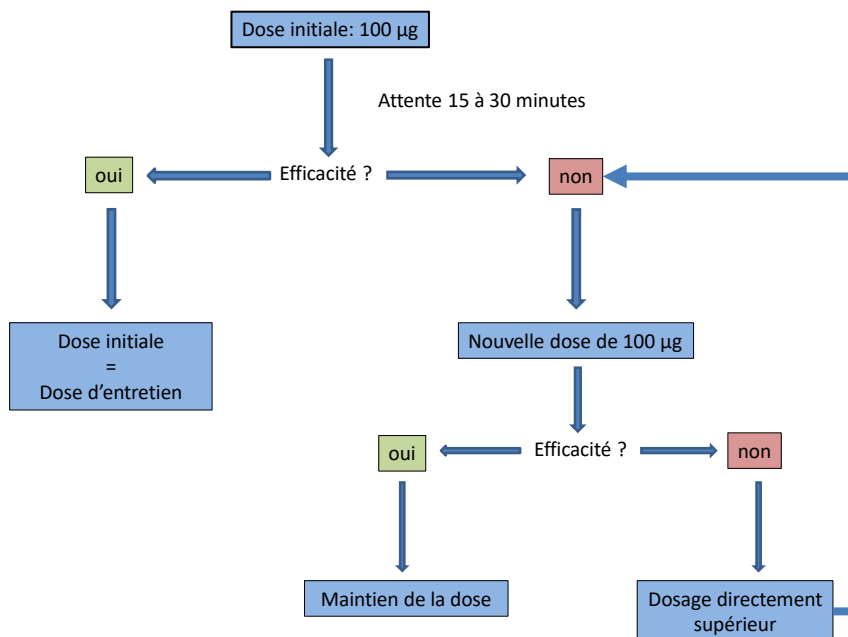 Dose initiale: 100 µg
Attente 15 à 30 minutes
oui
Efficacité ?
non
Dose initiale
=
Dose d’entretien
Nouvelle dose de 100 µg
oui
Efficacité ?
non
Maintien de la dose
Dosage directement
supérieur